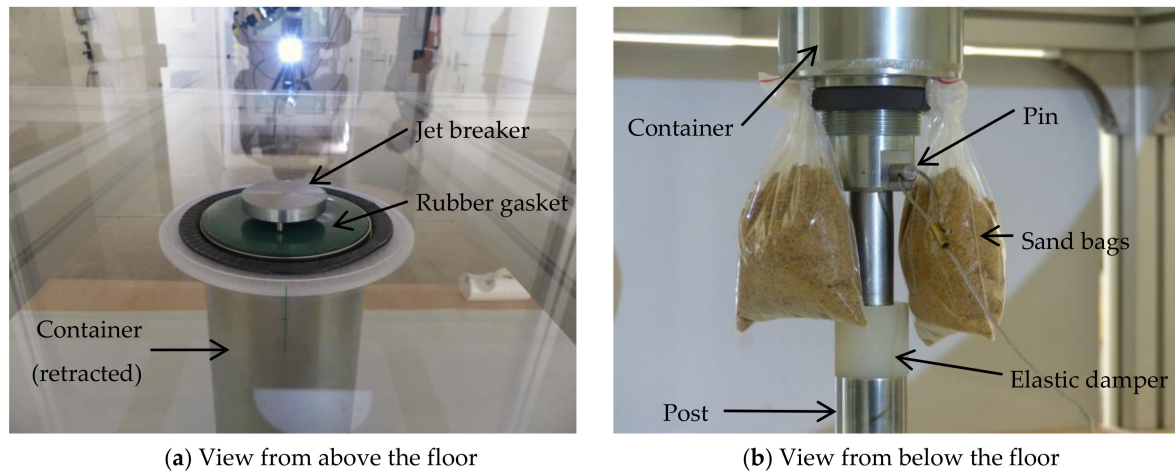 Jet breaker
Rubber gasket
Container
(retracted)
Container
Pin
Sand bags
Elastic damper
Post
(a) View from above the floor
(b) View from below the floor